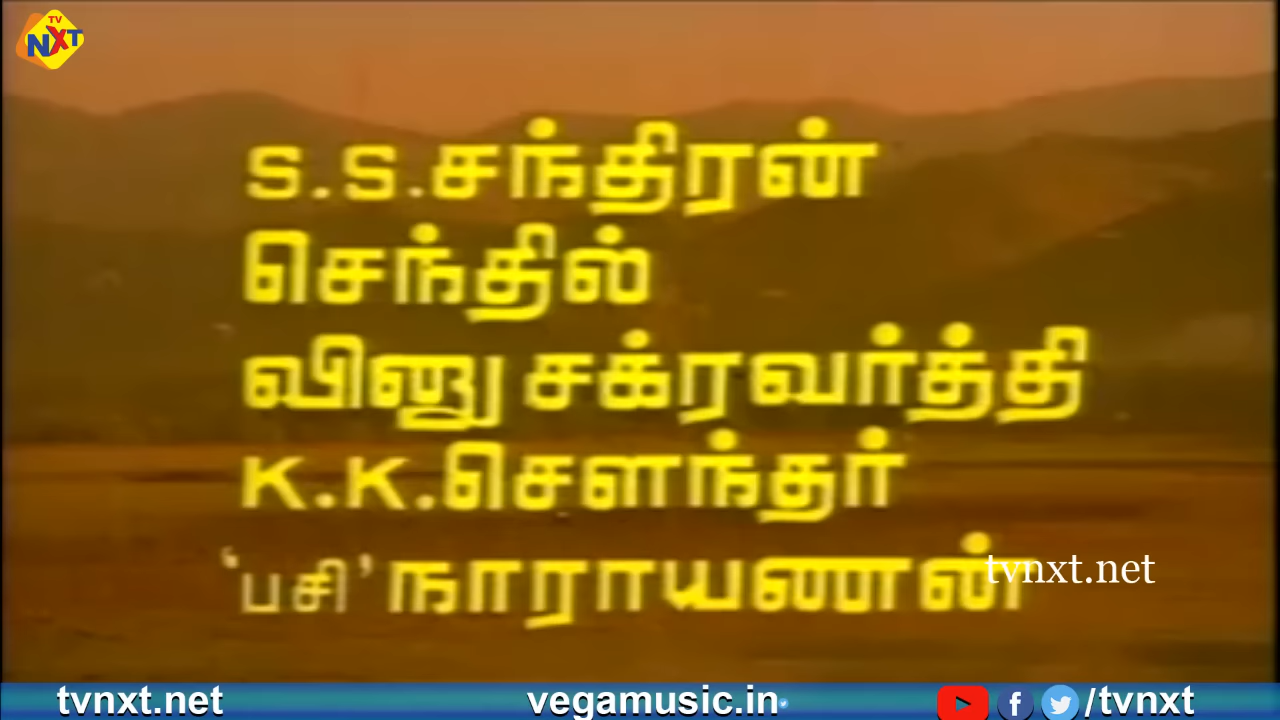 TV
NXT
S.S.சந்திரன்
செந்தில்
வினு சக்ரவர்த்தி
K.K.சௌந்தர்
'பசி' நாராயணன்
tvnxt.net
tvnxt.net vegamusic.in /tvnxt